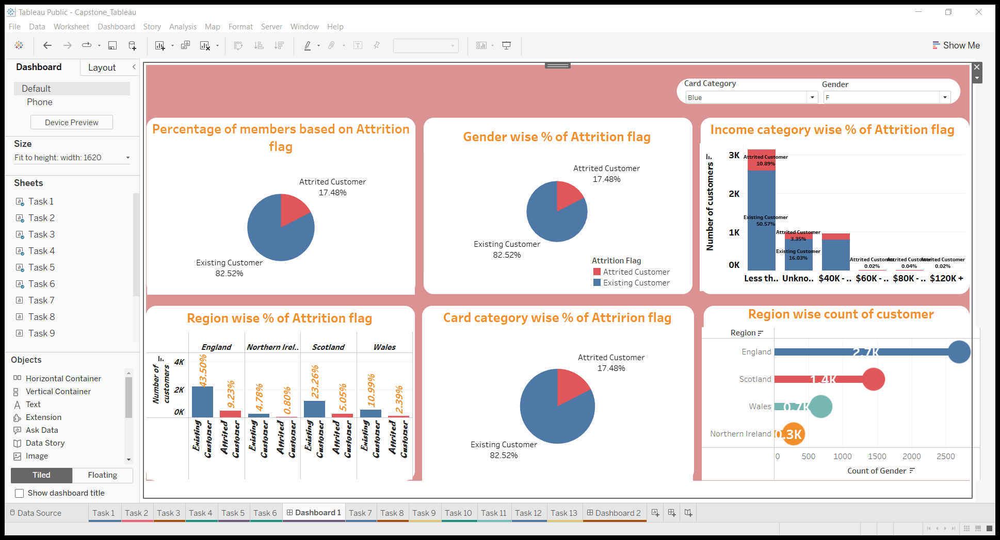 Tableau Public - Capstone_Tableau
File Data Worksheet Dashboard Story Analysis Map Format Server Window Help
Show Me
Dashboard Layout
Default
Phone
Device Preview
Size
Fit to height: width: 1620
Sheets
Task 1
Task 2
Task 3
Task 4
Task 5
Task 6
Task 7
Task 8
Task 9
Objects
Horizontal Container
Vertical Container
Text
Extension
Ask Data
Data Story
Image
Tiled Floating
Show dashboard title
Card Category Gender
Blue F
Percentage of members based on Attrition
flag
Attrited Customer
17.48%
Existing Customer
82.52%
Gender wise % of Attrition flag
Attrited Customer
17.48%
Existing Customer
82.52%
Attrition Flag
Attrited Customer
Existing Customer
Income category wise % of Attrition flag
Number of customers
3K
2K
1K
0K
Attrited Customer
10.89%
Existing Customer
50.57%
Attrited Customer
3.35%
Existing Customer
16.03%
Attrited Customer
0.02%
Attrited Customer
0.04%
Attrited Customer
0.02%
Less th.. Unkno.. $40K - .. $60K - .. $80K - .. $120K +
Region wise % of Attrition flag
England Northern Irel.. Scotland Wales
Number of
customers
4K
2K
0K
43.50% 9.23% 4.78% 0.80% 23.26% 5.05% 10.99% 2.39%
Existing
Customer
Attrited
Customer
Existing
Customer
Attrited
Customer
Existing
Customer
Attrited
Customer
Existing
Customer
Attrited
Customer
Card category wise % of Attririon flag
Attrited Customer
17.48%
Existing Customer
82.52%
Region wise count of customer
Region
England 2.7K
Scotland 1.4K
Wales 0.7K
Northern Ireland 0.3K
0 500 1000 1500 2000 2500
Count of Gender
Data Source Task 1 Task 2 Task 3 Task 4 Task 5 Task 6 Dashboard 1 Task 7 Task 8 Task 9 Task 10 Task 11 Task 12 Task 13 Dashboard 2